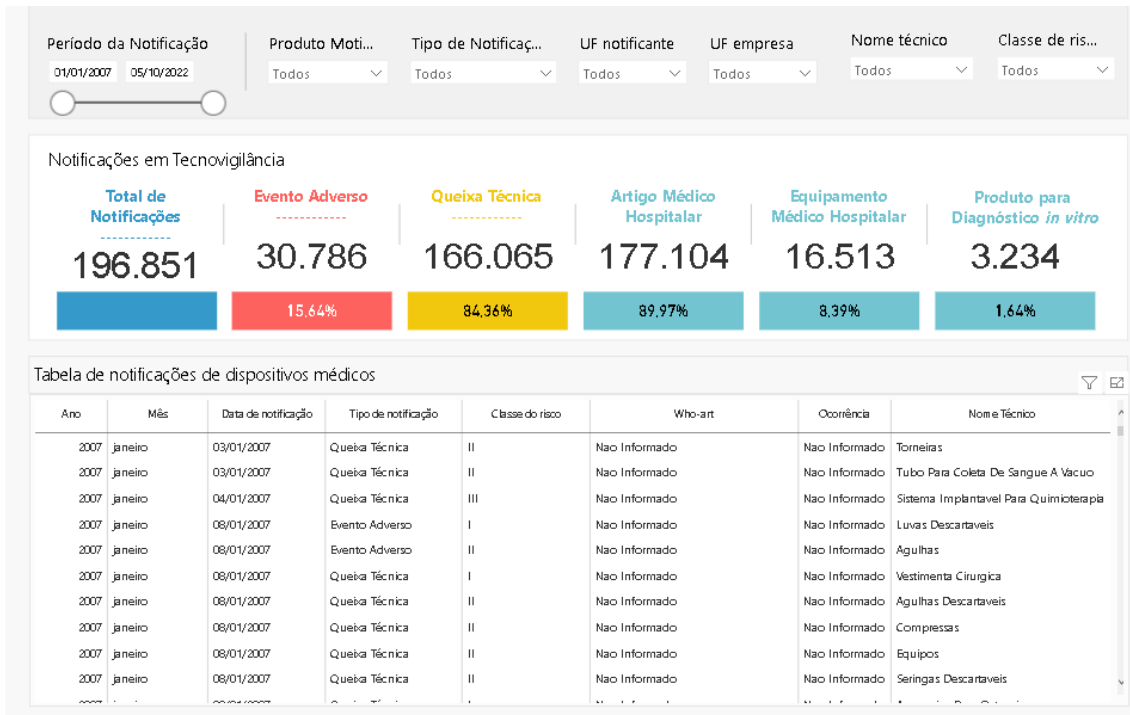 Período da Notificação Produto Moti... Tipo de Notificaç... UF notificante UF empresa Nome técnico Classe de ris...
01/01/2007 05/10/2022 Todos Todos Todos Todos Todos Todos
Notificações em Tecnovigilância
Total de Notificações
196.851
Evento Adverso
30.786
15,64%
Queixa Técnica
166.065
84,36%
Artigo Médico Hospitalar
177.104
89,97%
Equipamento Médico Hospitalar
16.513
8,39%
Produto para Diagnóstico in vitro
3.234
1,64%
Tabela de notificações de dispositivos médicos
Ano Mês Data de notificação Tipo de notificação Classe do risco Who-art Ocorrência Nome Técnico
2007 janeiro 03/01/2007 Queixa Técnica II Nao Informado Nao Informado Torneiras
2007 janeiro 03/01/2007 Queixa Técnica II Nao Informado Nao Informado Tubo Para Coleta De Sangue A Vacuo
2007 janeiro 04/01/2007 Queixa Técnica III Nao Informado Nao Informado Sistema Implantavel Para Quimioterapia
2007 janeiro 08/01/2007 Evento Adverso I Nao Informado Nao Informado Luvas Descartaveis
2007 janeiro 08/01/2007 Evento Adverso II Nao Informado Nao Informado Agulhas
2007 janeiro 08/01/2007 Queixa Técnica I Nao Informado Nao Informado Vestimenta Cirurgica
2007 janeiro 08/01/2007 Queixa Técnica II Nao Informado Nao Informado Agulhas Descartaveis
2007 janeiro 08/01/2007 Queixa Técnica II Nao Informado Nao Informado Compressas
2007 janeiro 08/01/2007 Queixa Técnica II Nao Informado Nao Informado Equipos
2007 janeiro 08/01/2007 Queixa Técnica II Nao Informado Nao Informado Seringas Descartaveis